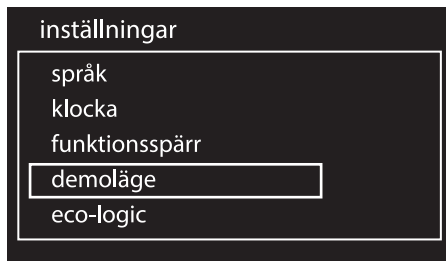 inställningar
språk
klocka
funktionsspärr
demoläge
eco-logic